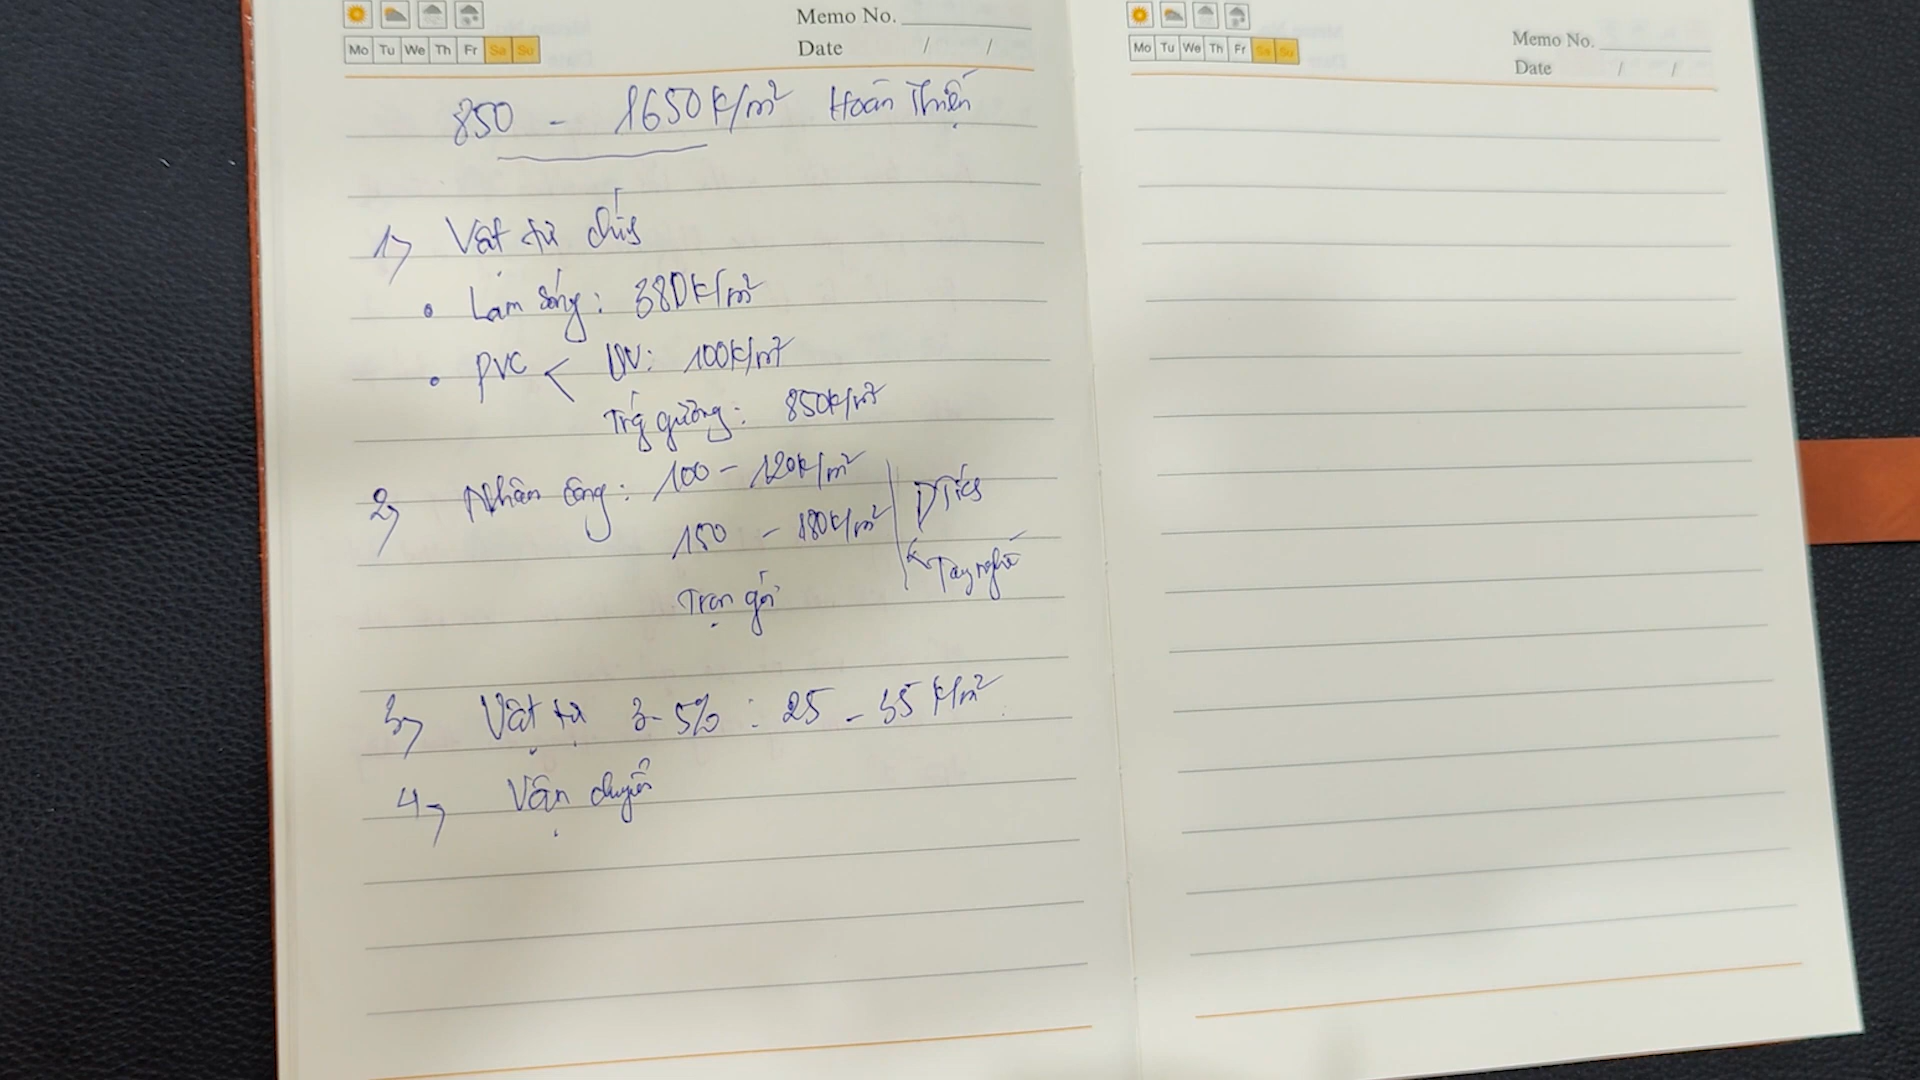 Memo No.
Mo Tu We Th Fr Sa Su
Date / /
850 - 1650k/m² Hoàn Thiện
1) Vật tư chính
• Lam sóng: 380k/m²
• PVC < UV: 100k/m²
Tráng gương: 850k/m²
2) Nhân công: 100 - 120k/m²
150 - 180k/m² DTích
Tay nghề
Trọn gói
3) Vật tư 3-5% : 25 - 35k/m²
4) Vận chuyển
Memo No.
Mo Tu We Th Fr Sa Su
Date / /